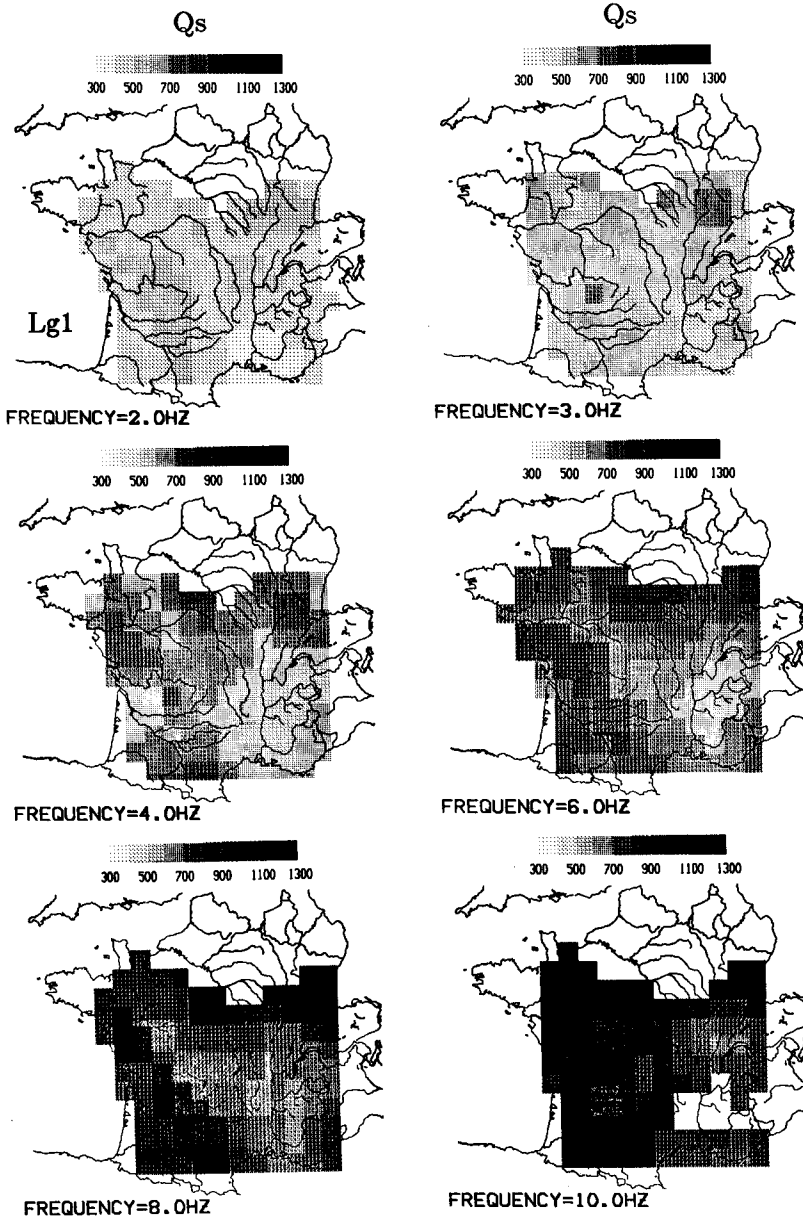 Qs
Qs
300 500 700 900 1100 1300
300 500 700 900 1100 1300
Lg1
FREQUENCY=2.0HZ
FREQUENCY=3.0HZ
300 500 700 900 1100 1300
300 500 700 900 1100 1300
FREQUENCY=4.0HZ
FREQUENCY=6.0HZ
300 500 700 900 1100 1300
300 500 700 900 1100 1300
FREQUENCY=8.0HZ
FREQUENCY=10.0HZ